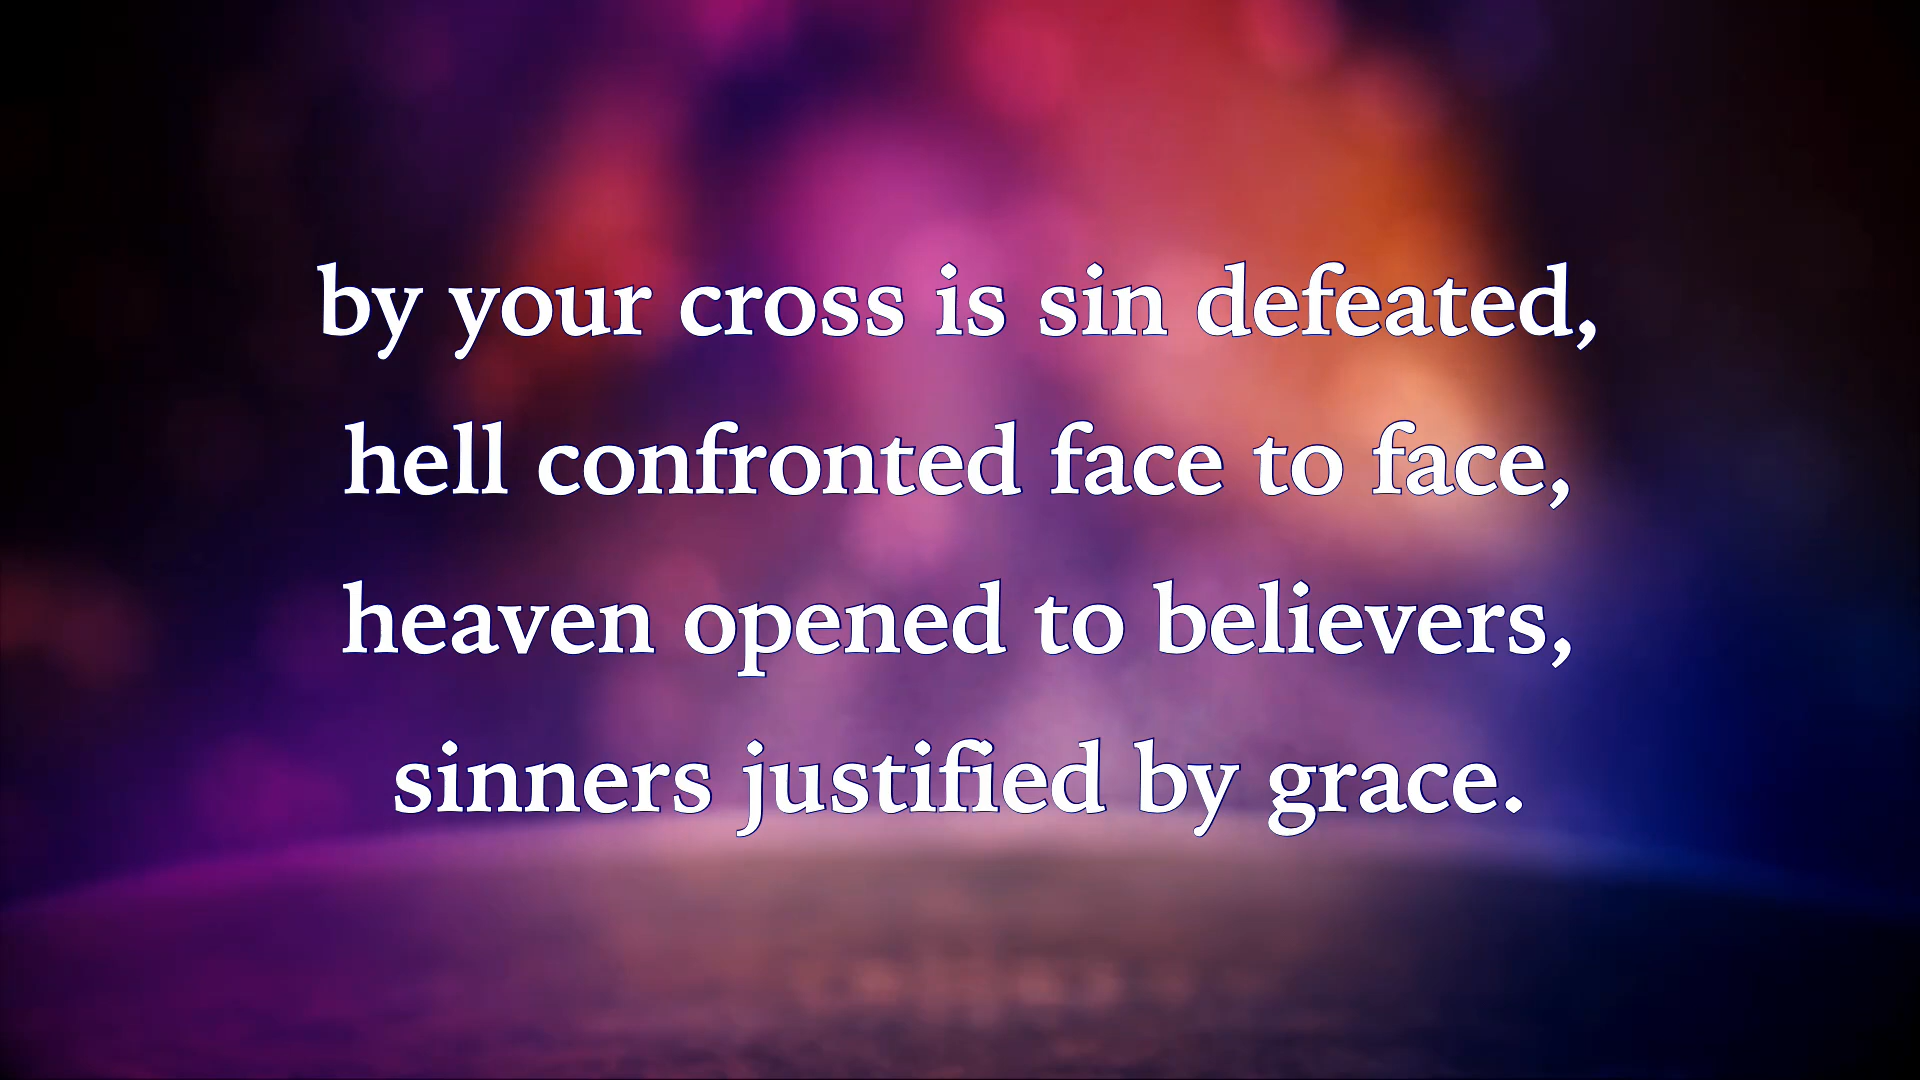 by your cross is sin defeated,
hell confronted face to face,
heaven opened to believers,
sinners justified by grace.